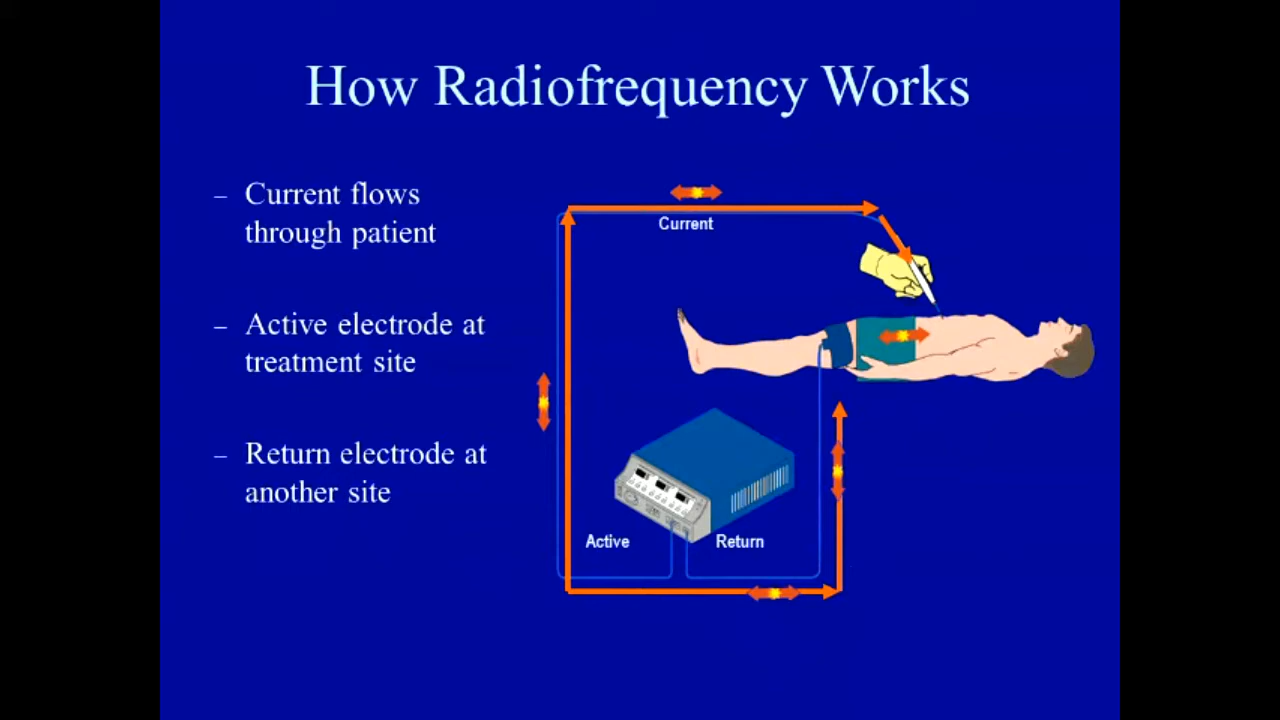 How Radiofrequency Works
– Current flows
through patient
– Active electrode at
treatment site
– Return electrode at
another site
Current
Active
Return